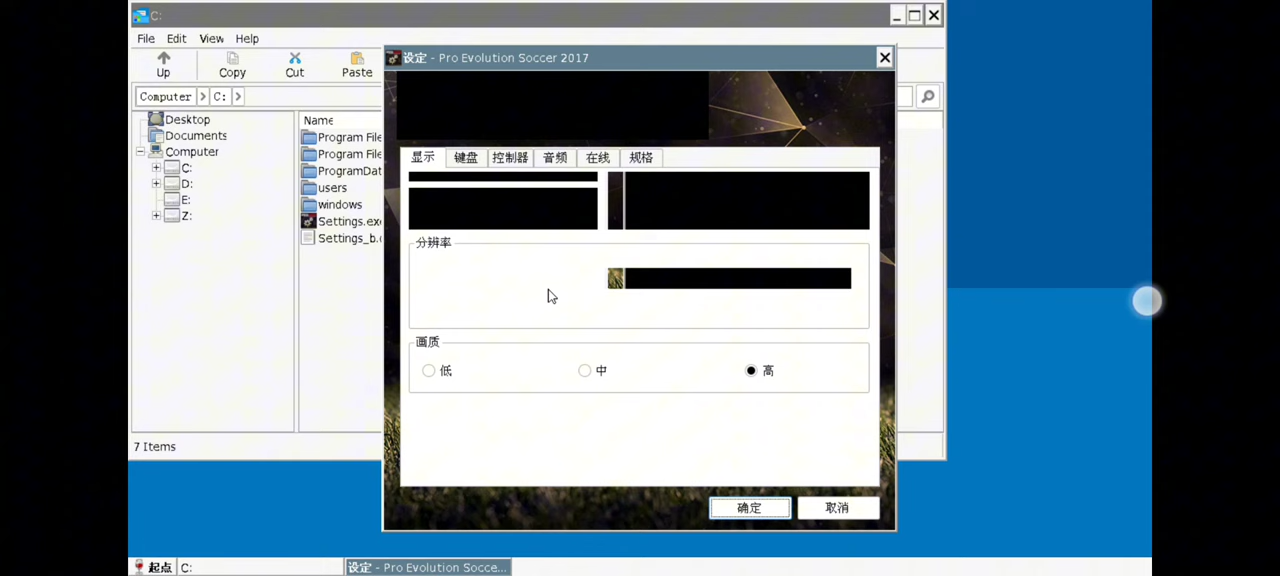 C:
File Edit View Help
Up Copy Cut Paste
Computer C:
Desktop
Documents
Computer
C:
D:
E:
Z:
Name
Program File
Program File
ProgramDat
users
windows
Settings.exe
Settings_b.
7 Items
设定 - Pro Evolution Soccer 2017
显示 键盘 控制器 音频 在线 规格
分辨率
画质
低 中 高
确定 取消
起点 C: 设定 - Pro Evolution Socce...